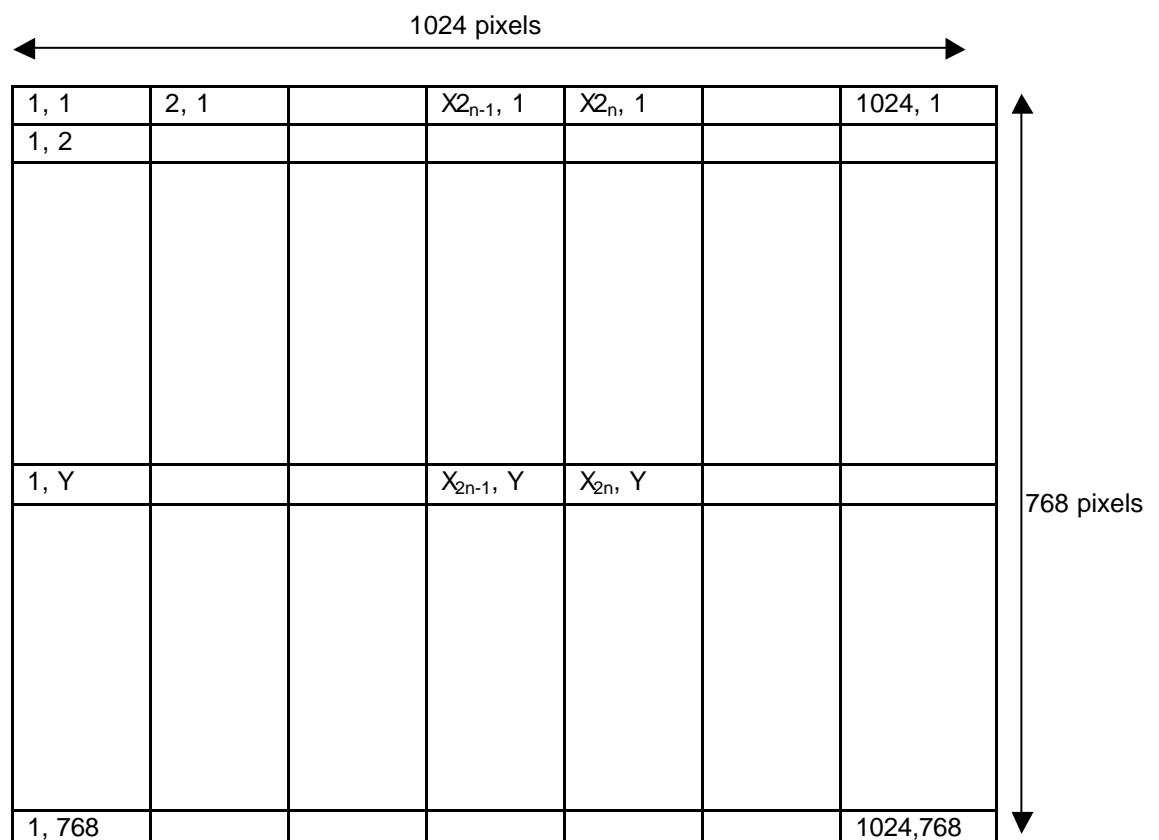 1024 pixels
1, 1 2, 1 X2ₙ₋₁, 1 X2ₙ, 1 1024, 1
1, 2
1, Y X₂ₙ₋₁, Y X₂ₙ, Y
768 pixels
1, 768 1024,768